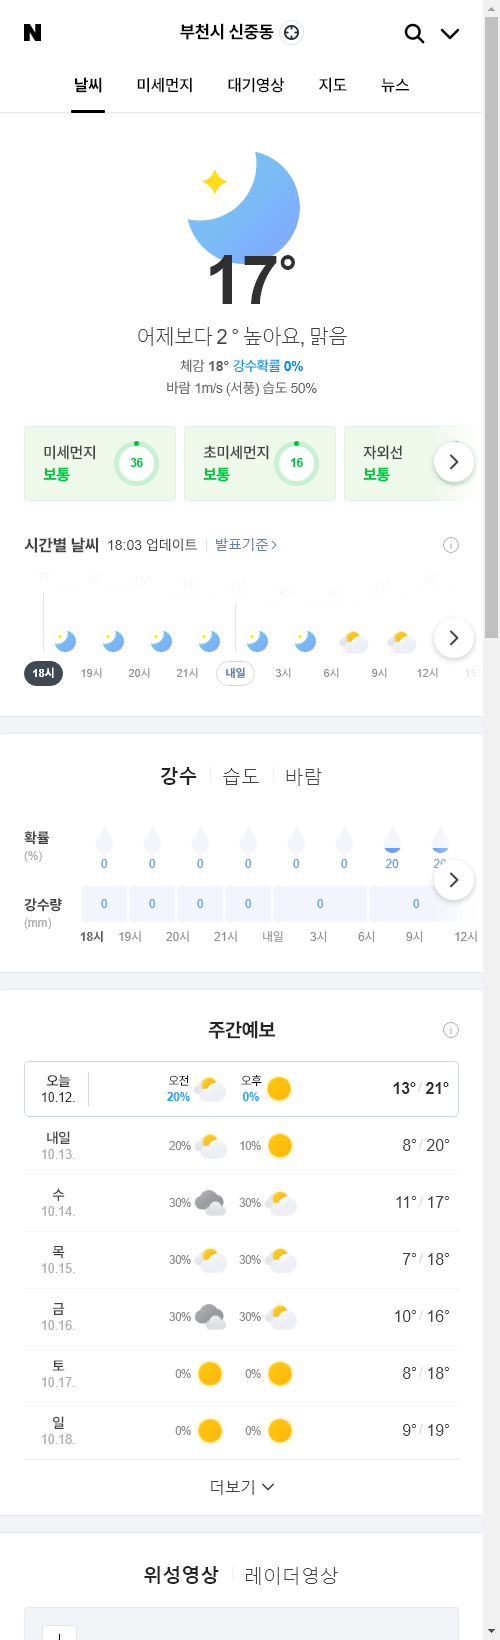 N
부천시 신중동
날씨 미세먼지 대기영상 지도 뉴스
17°
어제보다 2 ° 높아요, 맑음
체감 18° 강수확률 0%
바람 1m/s (서풍) 습도 50%
미세먼지 보통 36
초미세먼지 보통 16
자외선 보통
시간별 날씨 18:03 업데이트 발표기준
18시 19시 20시 21시 내일 3시 6시 9시 12시
강수 습도 바람
확률 (%)
0 0 0 0 0 0 20
강수량 (mm)
0 0 0 0 0 0
18시 19시 20시 21시 내일 3시 6시 9시 12시
주간예보
오늘 10.12. 오전 20% 오후 0% 13° / 21°
내일 10.13. 20% 10% 8° / 20°
수 10.14. 30% 30% 11° / 17°
목 10.15. 30% 30% 7° / 18°
금 10.16. 30% 30% 10° / 16°
토 10.17. 0% 0% 8° / 18°
일 10.18. 0% 0% 9° / 19°
더보기
위성영상 레이더영상